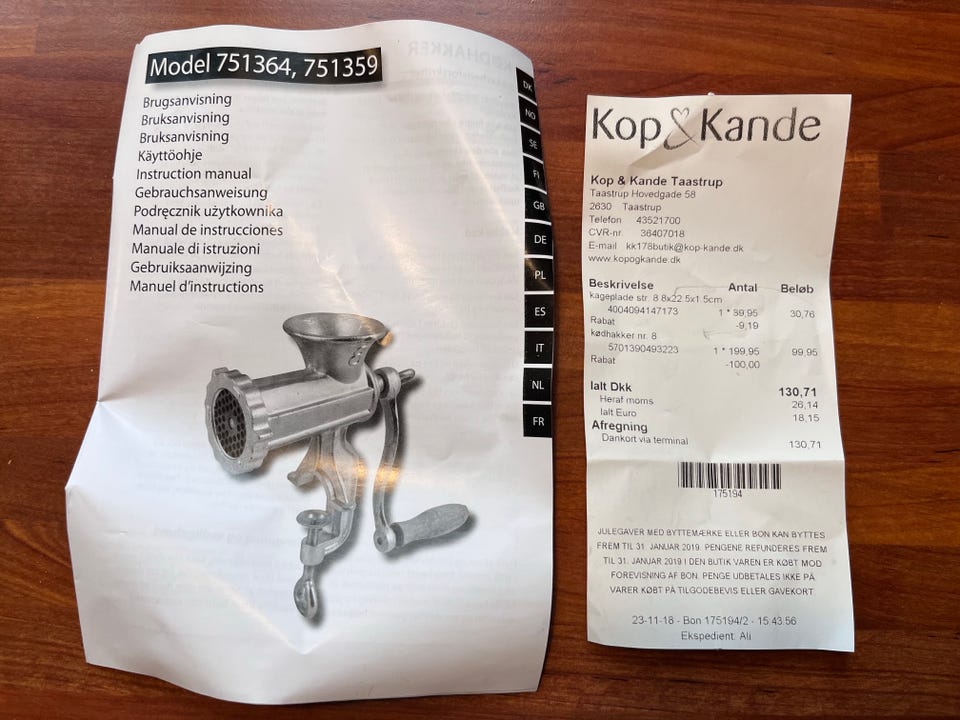 Model 751364, 751359
Brugsanvisning
Bruksanvisning
Bruksanvisning
Käyttöohje
Instruction manual
Gebrauchsanweisung
Podręcznik użytkownika
Manual de instrucciones
Manuale di istruzioni
Gebruiksaanwijzing
Manuel d'instructions
DK
NO
SE
FI
GB
DE
PL
ES
IT
NL
FR
Kop & Kande
Kop & Kande Taastrup
Taastrup Hovedgade 58
2630 Taastrup
Telefon 43521700
CVR-nr. 36407018
E-mail kk178butik@kop-kande.dk
www.kopogkande.dk
Beskrivelse Antal Beløb
kageplade str. 8.8x22.5x1.5cm
4004094147173 1 * 39,95 30,76
Rabat -9,19
kødhakker nr. 8
5701390493223 1 * 199,95 99,95
Rabat -100,00
Ialt Dkk 130,71
Heraf moms 26,14
Ialt Euro 18,15
Afregning
Dankort via terminal 130,71
175194
JULEGAVER MED BYTTEMÆRKE ELLER BON KAN BYTTES
FREM TIL 31. JANUAR 2019. PENGENE REFUNDERES FREM
TIL 31. JANUAR 2019 I DEN BUTIK VAREN ER KØBT MOD
FOREVISNING AF BON. PENGE UDBETALES IKKE PÅ
VARER KØBT PÅ TILGODEBEVIS ELLER GAVEKORT
23-11-18 - Bon 175194/2 - 15:43:56
Ekspedient: Ali